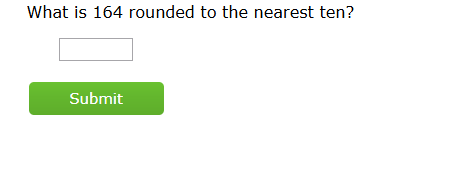 What is 164 rounded to the nearest ten?
Submit